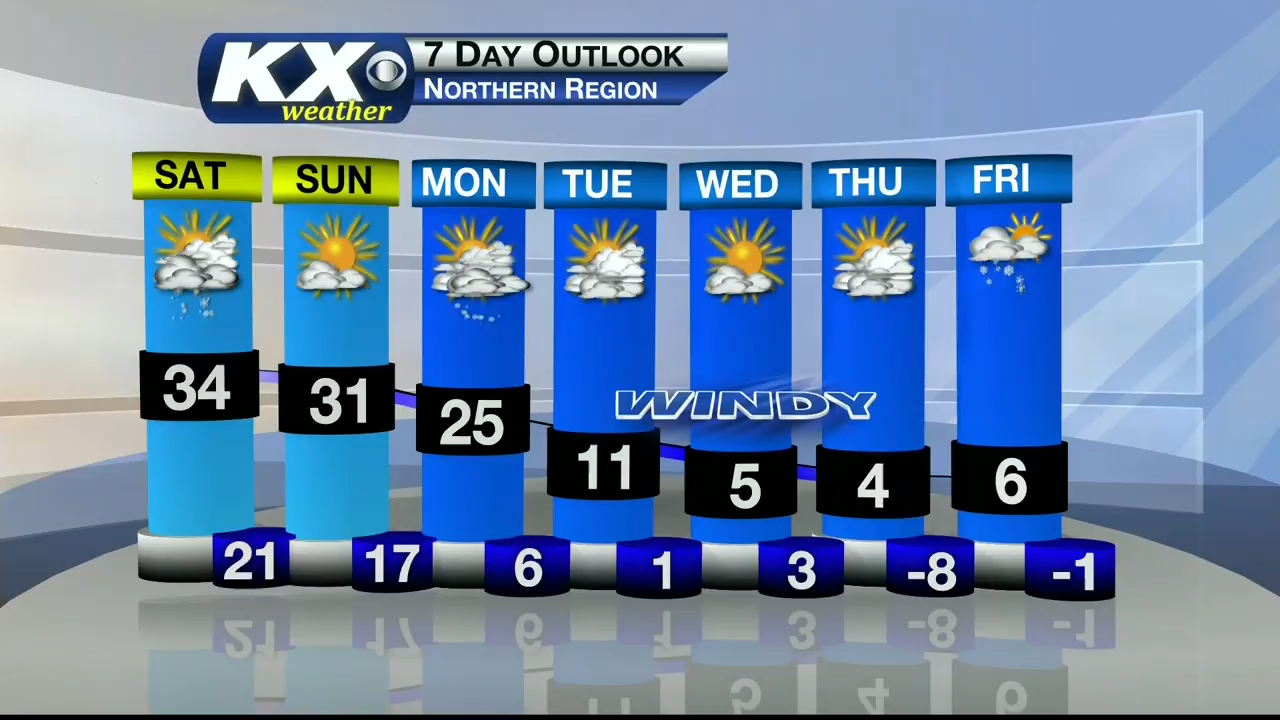 KX weather
7 DAY OUTLOOK
NORTHERN REGION
SAT SUN MON TUE WED THU FRI
34 31 25 11 5 4 6
WINDY
21 17 6 1 3 -8 -1